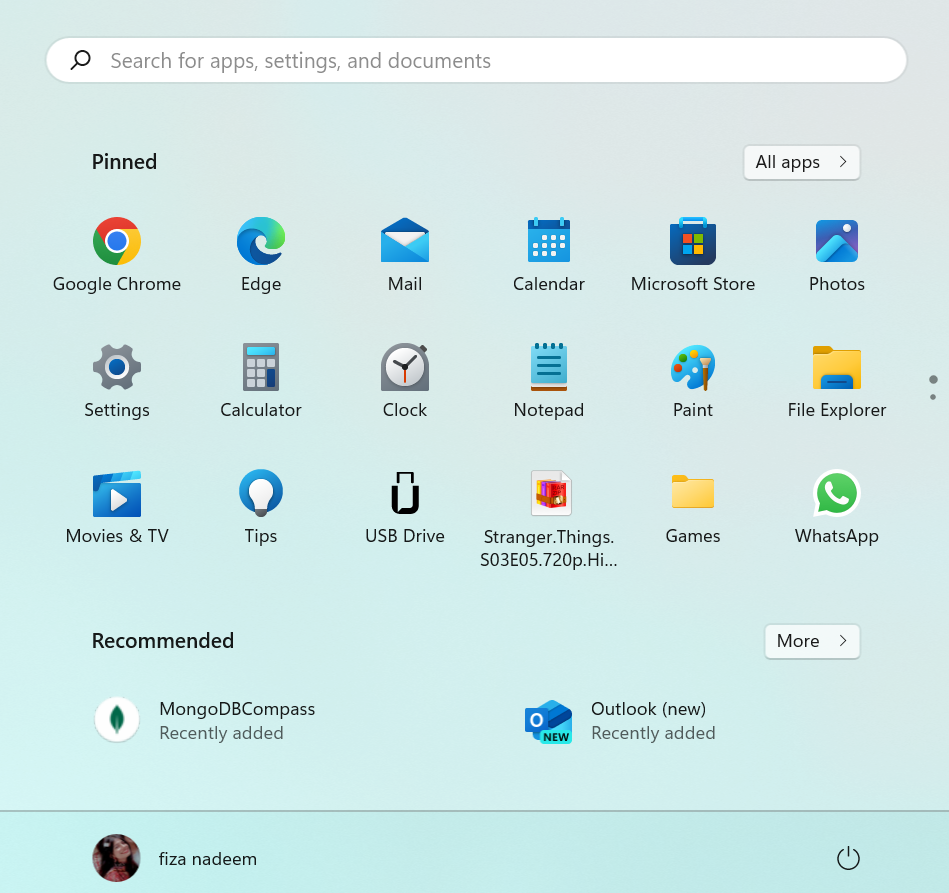 Search for apps, settings, and documents
Pinned
All apps
Google Chrome
Edge
Mail
Calendar
Microsoft Store
Photos
Settings
Calculator
Clock
Notepad
Paint
File Explorer
Movies & TV
Tips
USB Drive
Stranger.Things.
S03E05.720p.Hi...
Games
WhatsApp
Recommended
More
MongoDBCompass
Recently added
O
NEW
Outlook (new)
Recently added
fiza nadeem